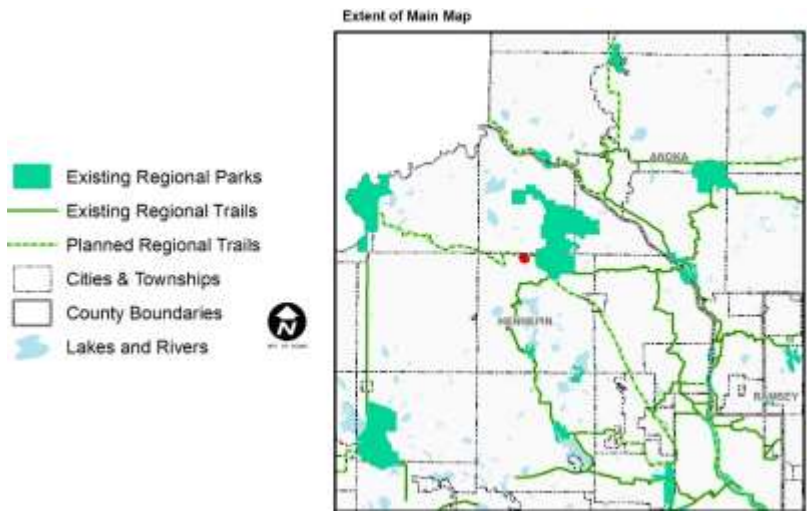 Extent of Main Map
Existing Regional Parks
Existing Regional Trails
Planned Regional Trails
Cities & Townships
County Boundaries
Lakes and Rivers
N
ANOKA
HENNEPIN
RAMSEY